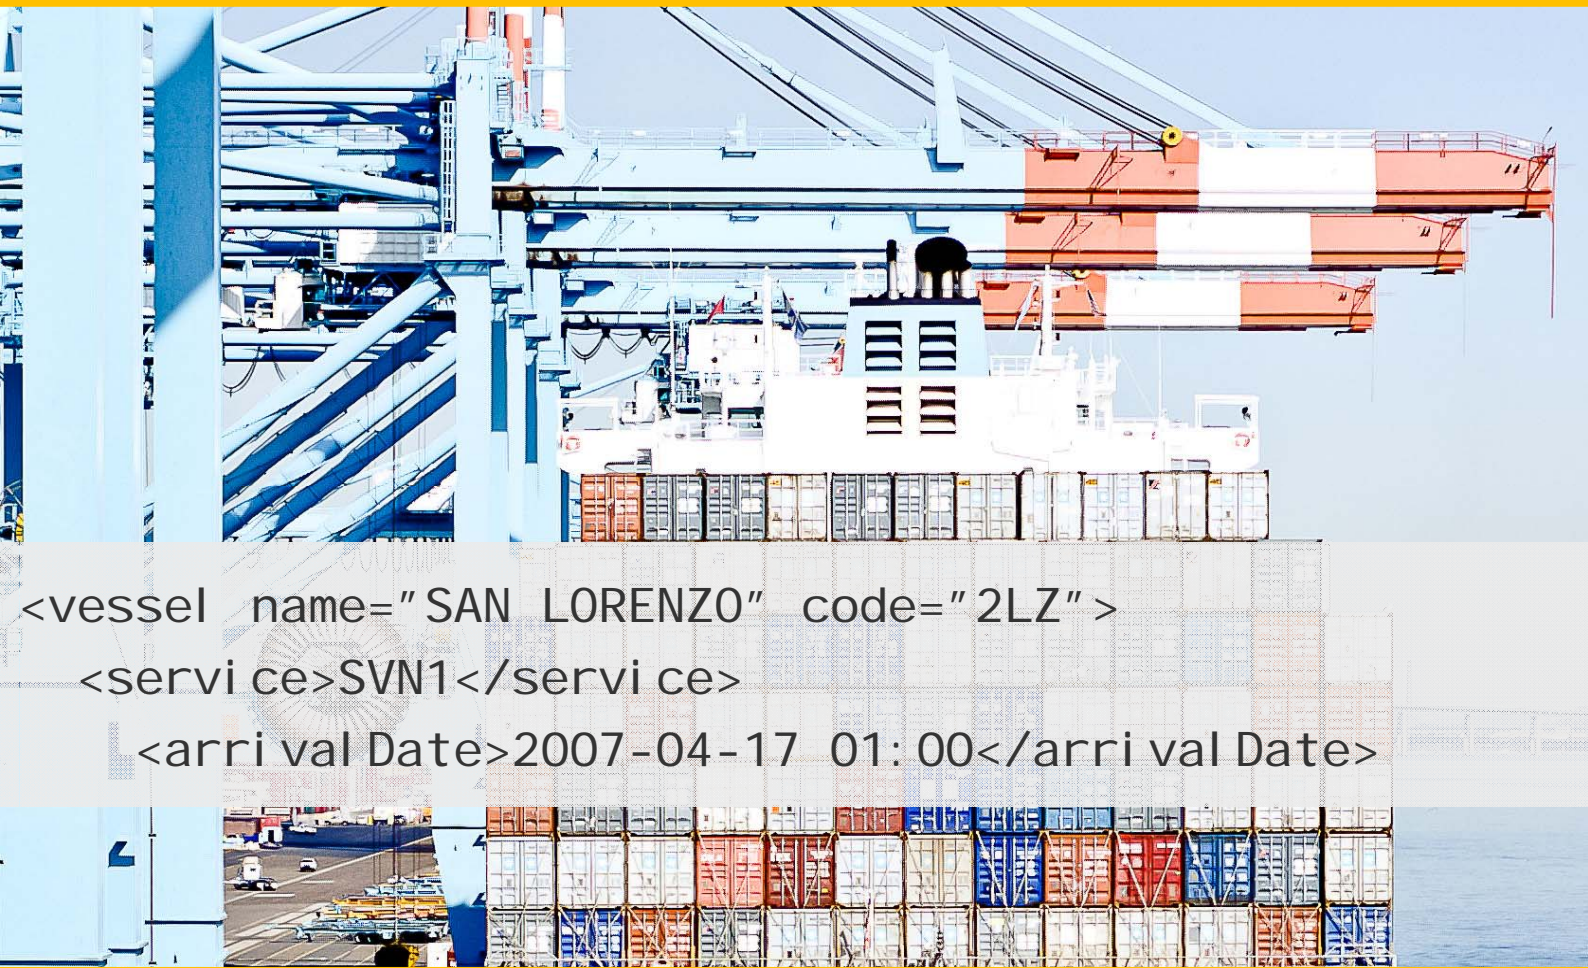 <vessel name="SAN LORENZO" code="2LZ">
<service>SVN1</service>
<arrivalDate>2007-04-17 01:00</arrivalDate>